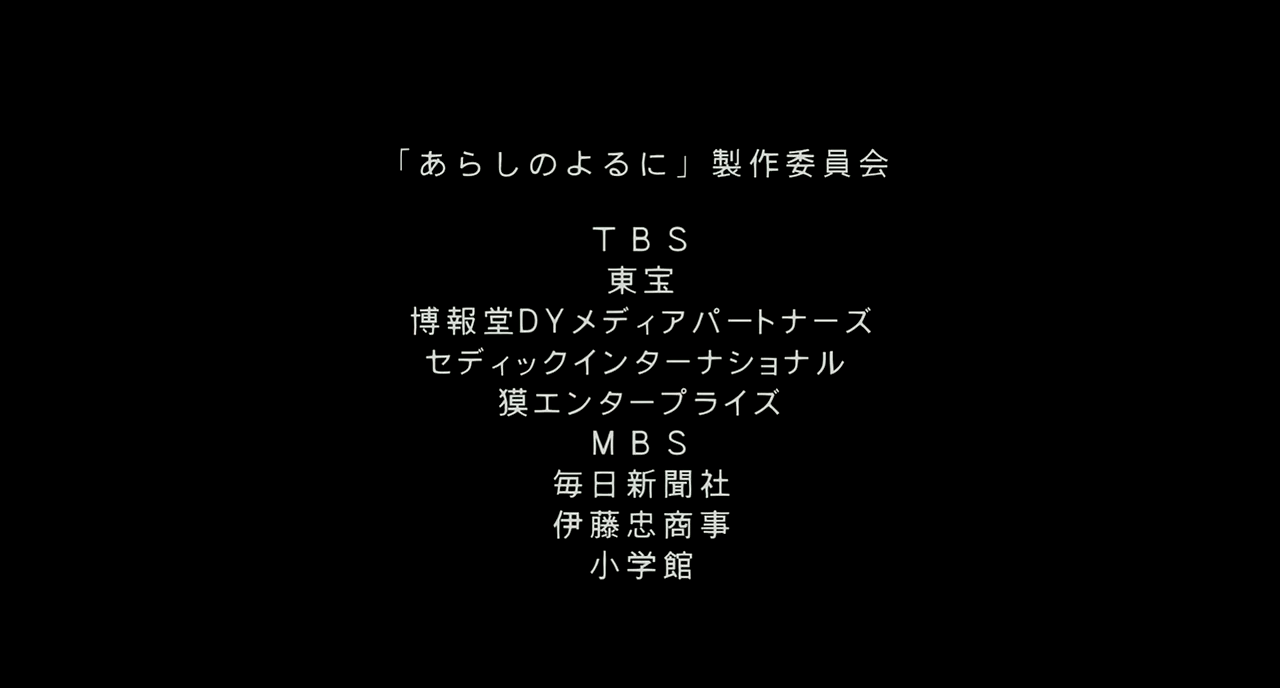 「あらしのよるに」製作委員会
ＴＢＳ
東宝
博報堂DYメディアパートナーズ
セディックインターナショナル
獏エンタープライズ
ＭＢＳ
毎日新聞社
伊藤忠商事
小学館